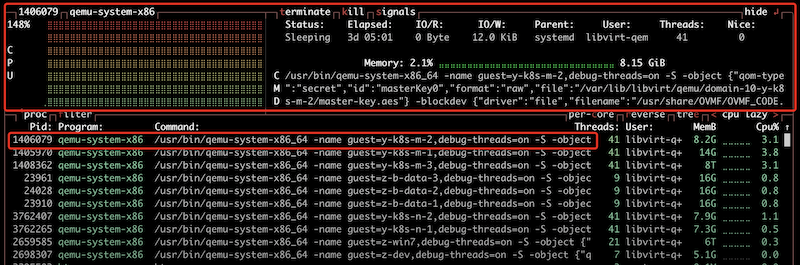 1406079 qemu-system-x86 terminate kill signals hide ↲
148% Status: Elapsed: IO/R: IO/W: Parent: User: Threads: Nice:
Sleeping 3d 05:01 0 Byte 12.0 KiB systemd libvirt-qem 41 0
C
P Memory: 2.1% 8.15 GiB
U C /usr/bin/qemu-system-x86_64 -name guest=y-k8s-m-2,debug-threads=on -S -object {"qom-type
M ":"secret","id":"masterKey0","format":"raw","file":"/var/lib/libvirt/qemu/domain-10-y-k8
D s-m-2/master-key.aes"} -blockdev {"driver":"file","filename":"/usr/share/OVMF/OVMF_CODE.
proc filter per-core reverse tree < cpu lazy >
Pid: Program: Command: Threads: User: MemB Cpu% ↑
1406079 qemu-system-x86 /usr/bin/qemu-system-x86_64 -name guest=y-k8s-m-2,debug-threads=on -S -object 41 libvirt-q+ 8.2G 3.1
1405970 qemu-system-x86 /usr/bin/qemu-system-x86_64 -name guest=y-k8s-m-1,debug-threads=on -S -objec 41 libvirt-q+ 14G 3.8
1408362 qemu-system-x86 /usr/bin/qemu-system-x86_64 -name guest=y-k8s-m-3,debug-threads=on -S -objec 41 libvirt-q+ 8T 3.1
23961 qemu-system-x86 /usr/bin/qemu-system-x86_64 -name guest=z-b-data-3,debug-threads=on -S -obje 9 libvirt-q+ 16G 0.8
24028 qemu-system-x86 /usr/bin/qemu-system-x86_64 -name guest=z-b-data-2,debug-threads=on -S -obje 9 libvirt-q+ 16G 0.8
23910 qemu-system-x86 /usr/bin/qemu-system-x86_64 -name guest=z-b-data-1,debug-threads=on -S -obje 9 libvirt-q+ 16G 0.8
3762407 qemu-system-x86 /usr/bin/qemu-system-x86_64 -name guest=y-k8s-n-2,debug-threads=on -S -objec 41 libvirt-q+ 7.9G 1.1
3762265 qemu-system-x86 /usr/bin/qemu-system-x86_64 -name guest=y-k8s-n-1,debug-threads=on -S -objec 41 libvirt-q+ 7.3G 0.5
2659585 qemu-system-x86 /usr/bin/qemu-system-x86_64 -name guest=z-win7,debug-threads=on -S -object {" 21 libvirt-q+ 6T 0.3
2698307 qemu-system-x86 /usr/bin/qemu-system-x86_64 -name guest=z-dev,debug-threads=on -S -object {"q 7 libvirt-q+ 5.1G 0.0